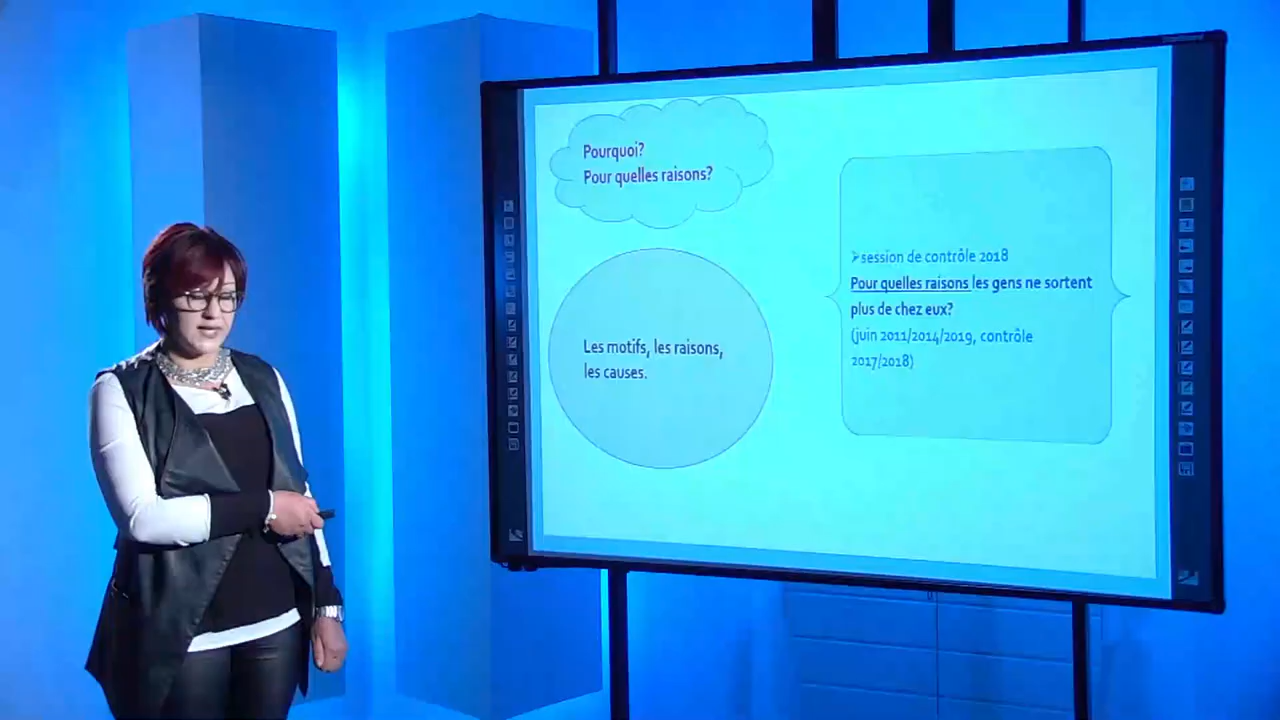 Pourquoi?
Pour quelles raisons?
Les motifs, les raisons,
les causes.
➢session de contrôle 2018
Pour quelles raisons les gens ne sortent
plus de chez eux?
(juin 2011/2014/2019, contrôle
2017/2018)